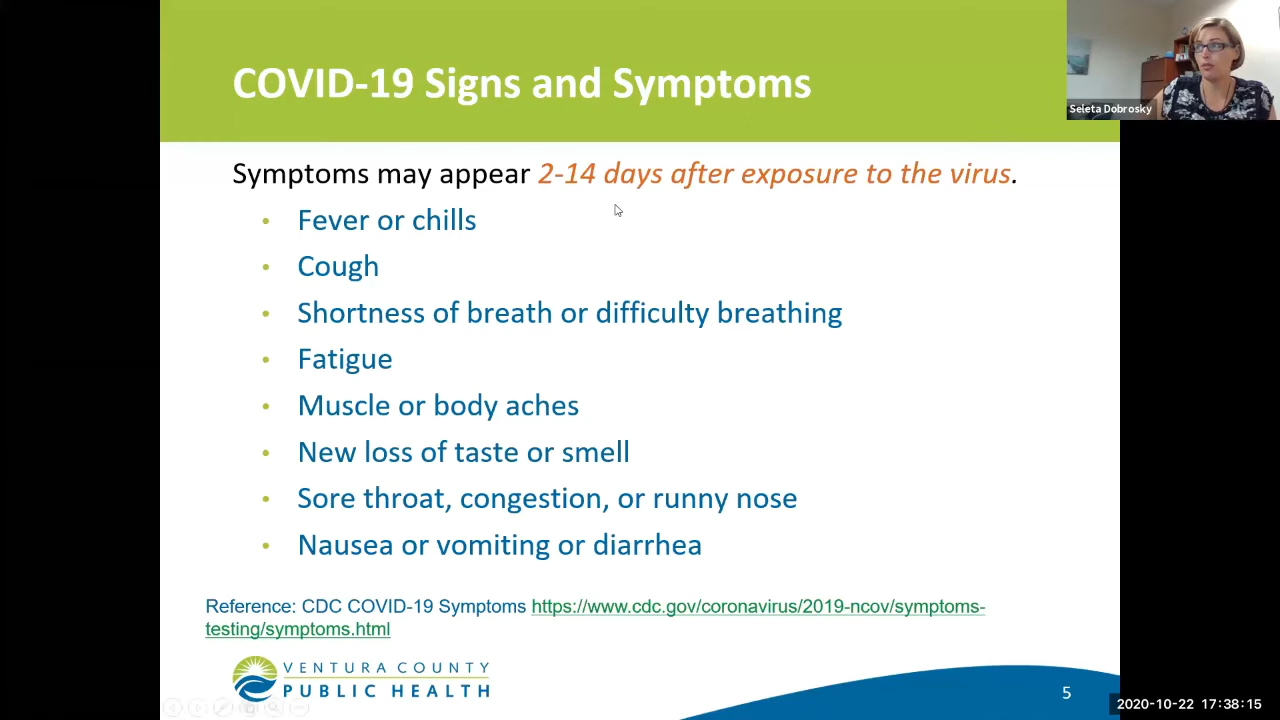 COVID-19 Signs and Symptoms
Seleta Dobrosky
Symptoms may appear 2-14 days after exposure to the virus.
• Fever or chills
• Cough
• Shortness of breath or difficulty breathing
• Fatigue
• Muscle or body aches
• New loss of taste or smell
• Sore throat, congestion, or runny nose
• Nausea or vomiting or diarrhea
Reference: CDC COVID-19 Symptoms https://www.cdc.gov/coronavirus/2019-ncov/symptoms-
testing/symptoms.html
VENTURA COUNTY
PUBLIC HEALTH
5
2020-10-22 17:38:15